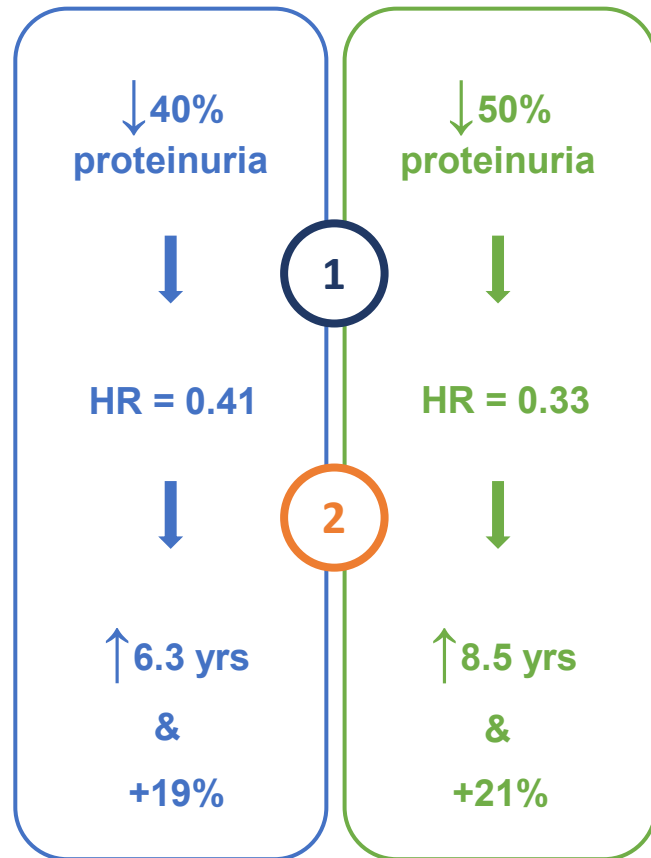 ↓40%
proteinuria
↓50%
proteinuria
1
HR = 0.41
HR = 0.33
2
↑6.3 yrs
&
+19%
↑8.5 yrs
&
+21%